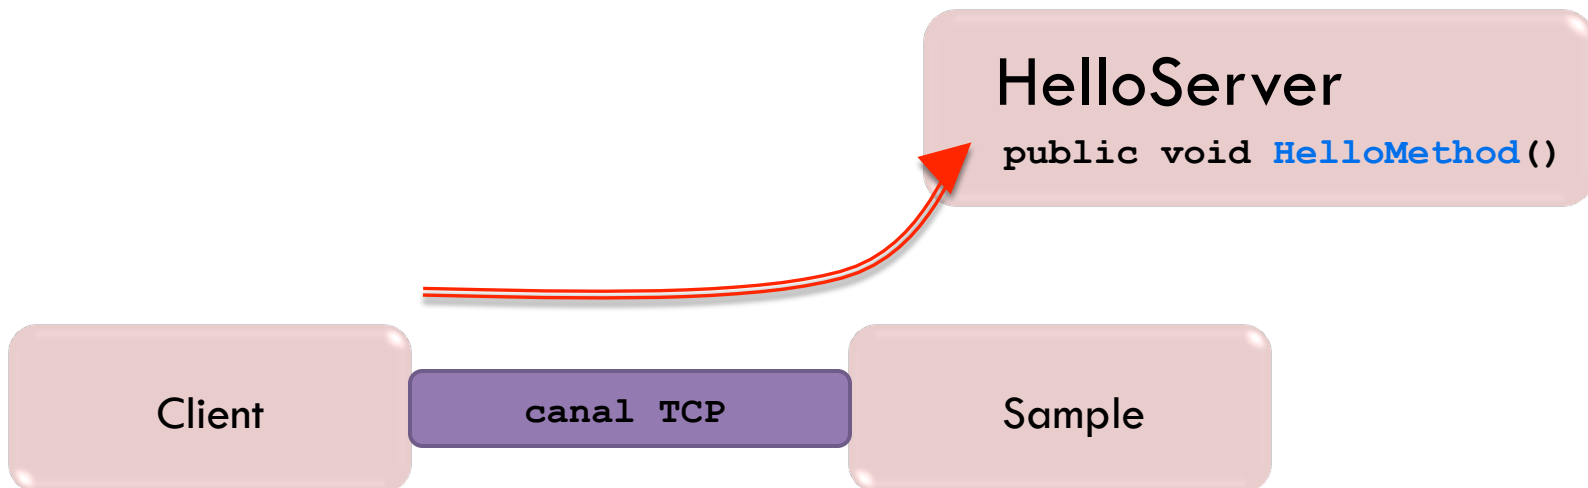 HelloServer
public void HelloMethod()
Client
canal TCP
Sample